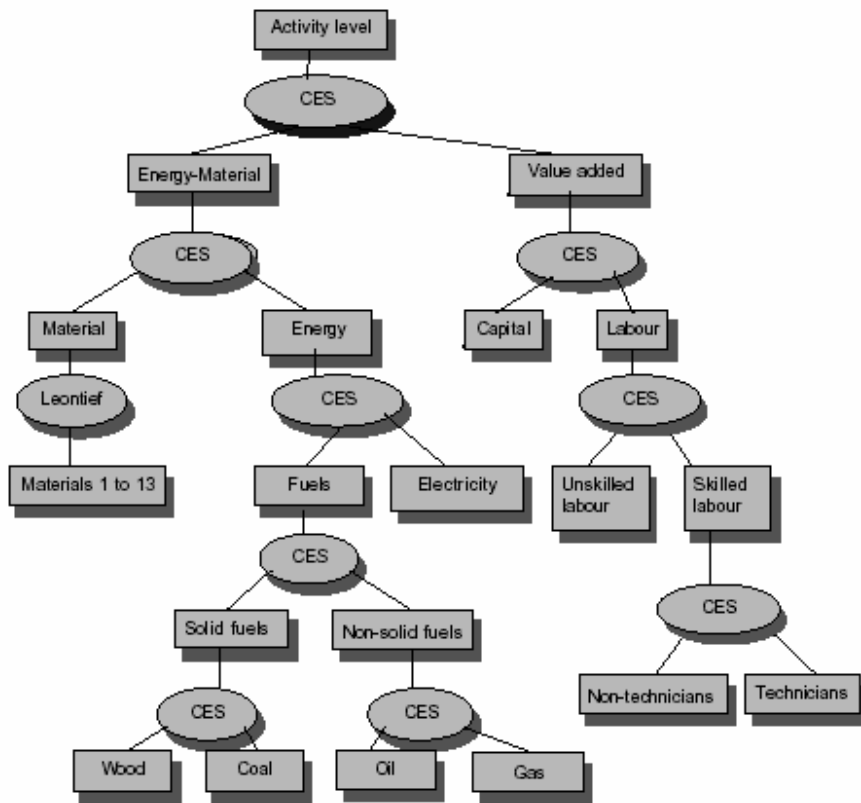 Activity level
CES
Energy-Material
Value added
CES
CES
Material
Energy
Capital
Labour
Leontief
CES
CES
Materials 1 to 13
Fuels
Electricity
Unskilled
labour
Skilled
labour
CES
CES
Solid fuels
Non-solid fuels
Non-technicians
Technicians
CES
CES
Wood
Coal
Oil
Gas